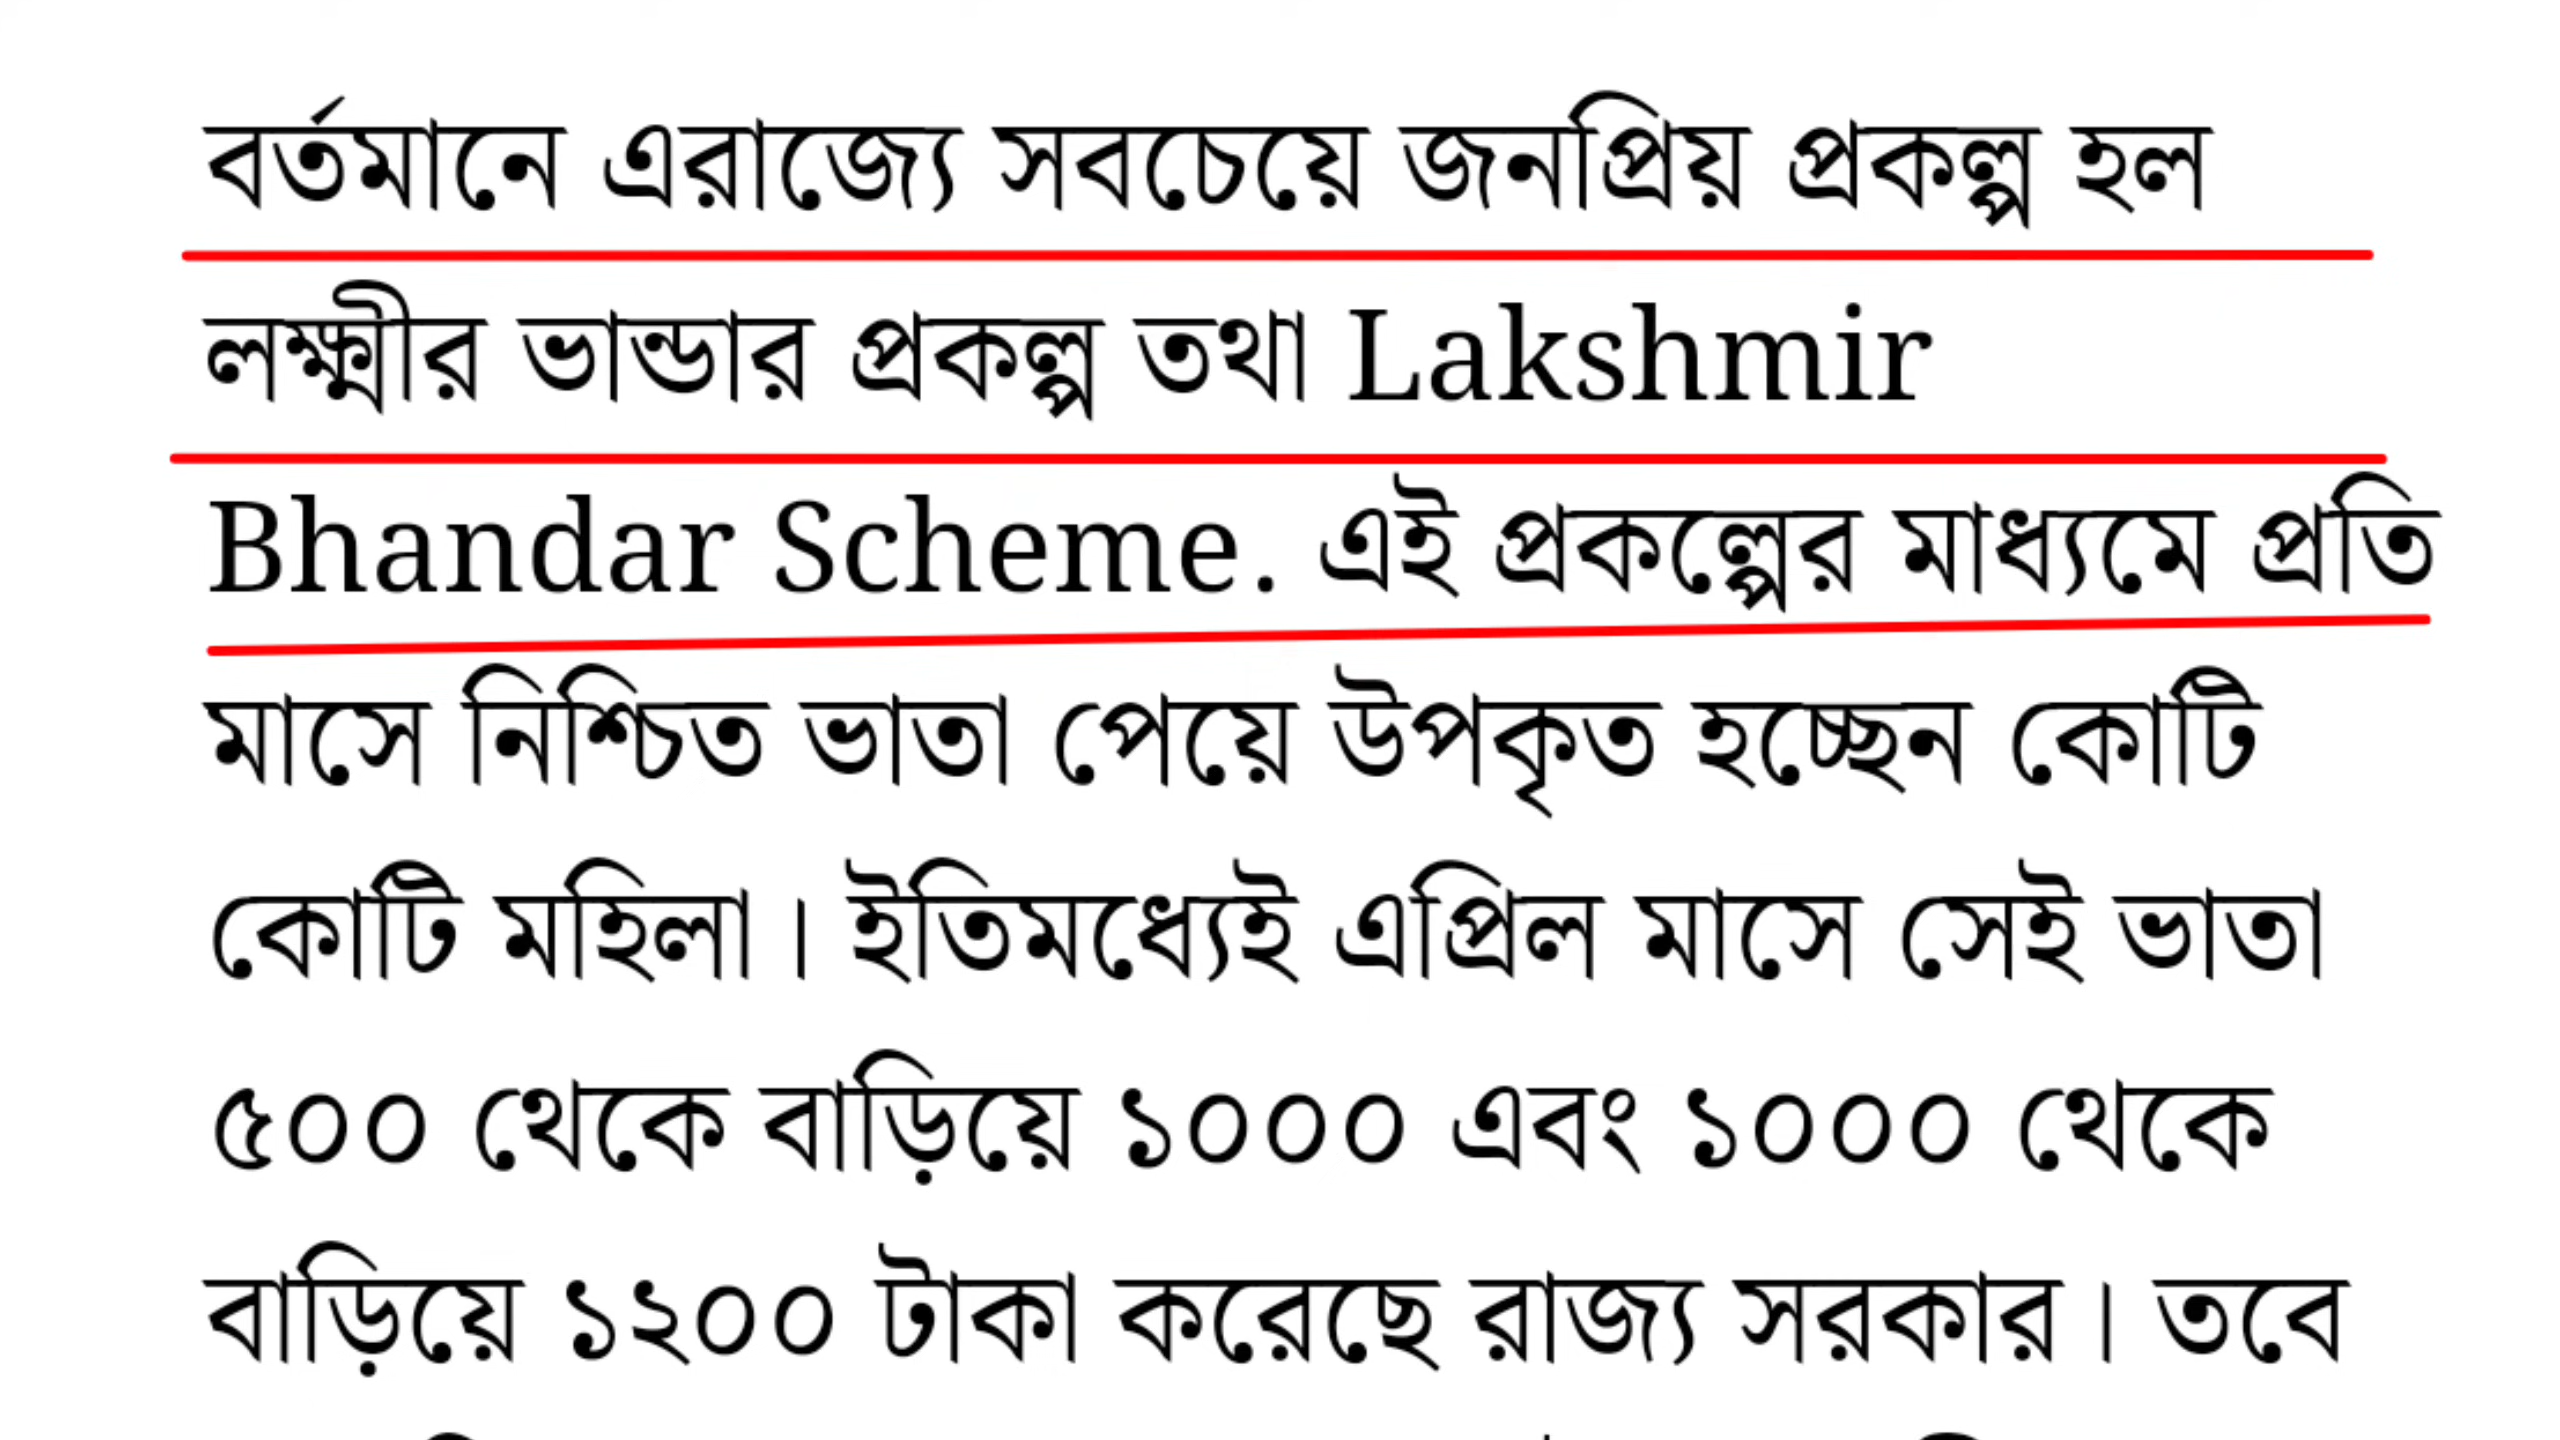 বর্তমানে এরাজ্যে সবচেয়ে জনপ্রিয় প্রকল্প হল
লক্ষ্মীর ভান্ডার প্রকল্প তথা Lakshmir
Bhandar Scheme. এই প্রকল্পের মাধ্যমে প্রতি
মাসে নিশ্চিত ভাতা পেয়ে উপকৃত হচ্ছেন কোটি
কোটি মহিলা। ইতিমধ্যেই এপ্রিল মাসে সেই ভাতা
৫০০ থেকে বাড়িয়ে ১০০০ এবং ১০০০ থেকে
বাড়িয়ে ১২০০ টাকা করেছে রাজ্য সরকার। তবে